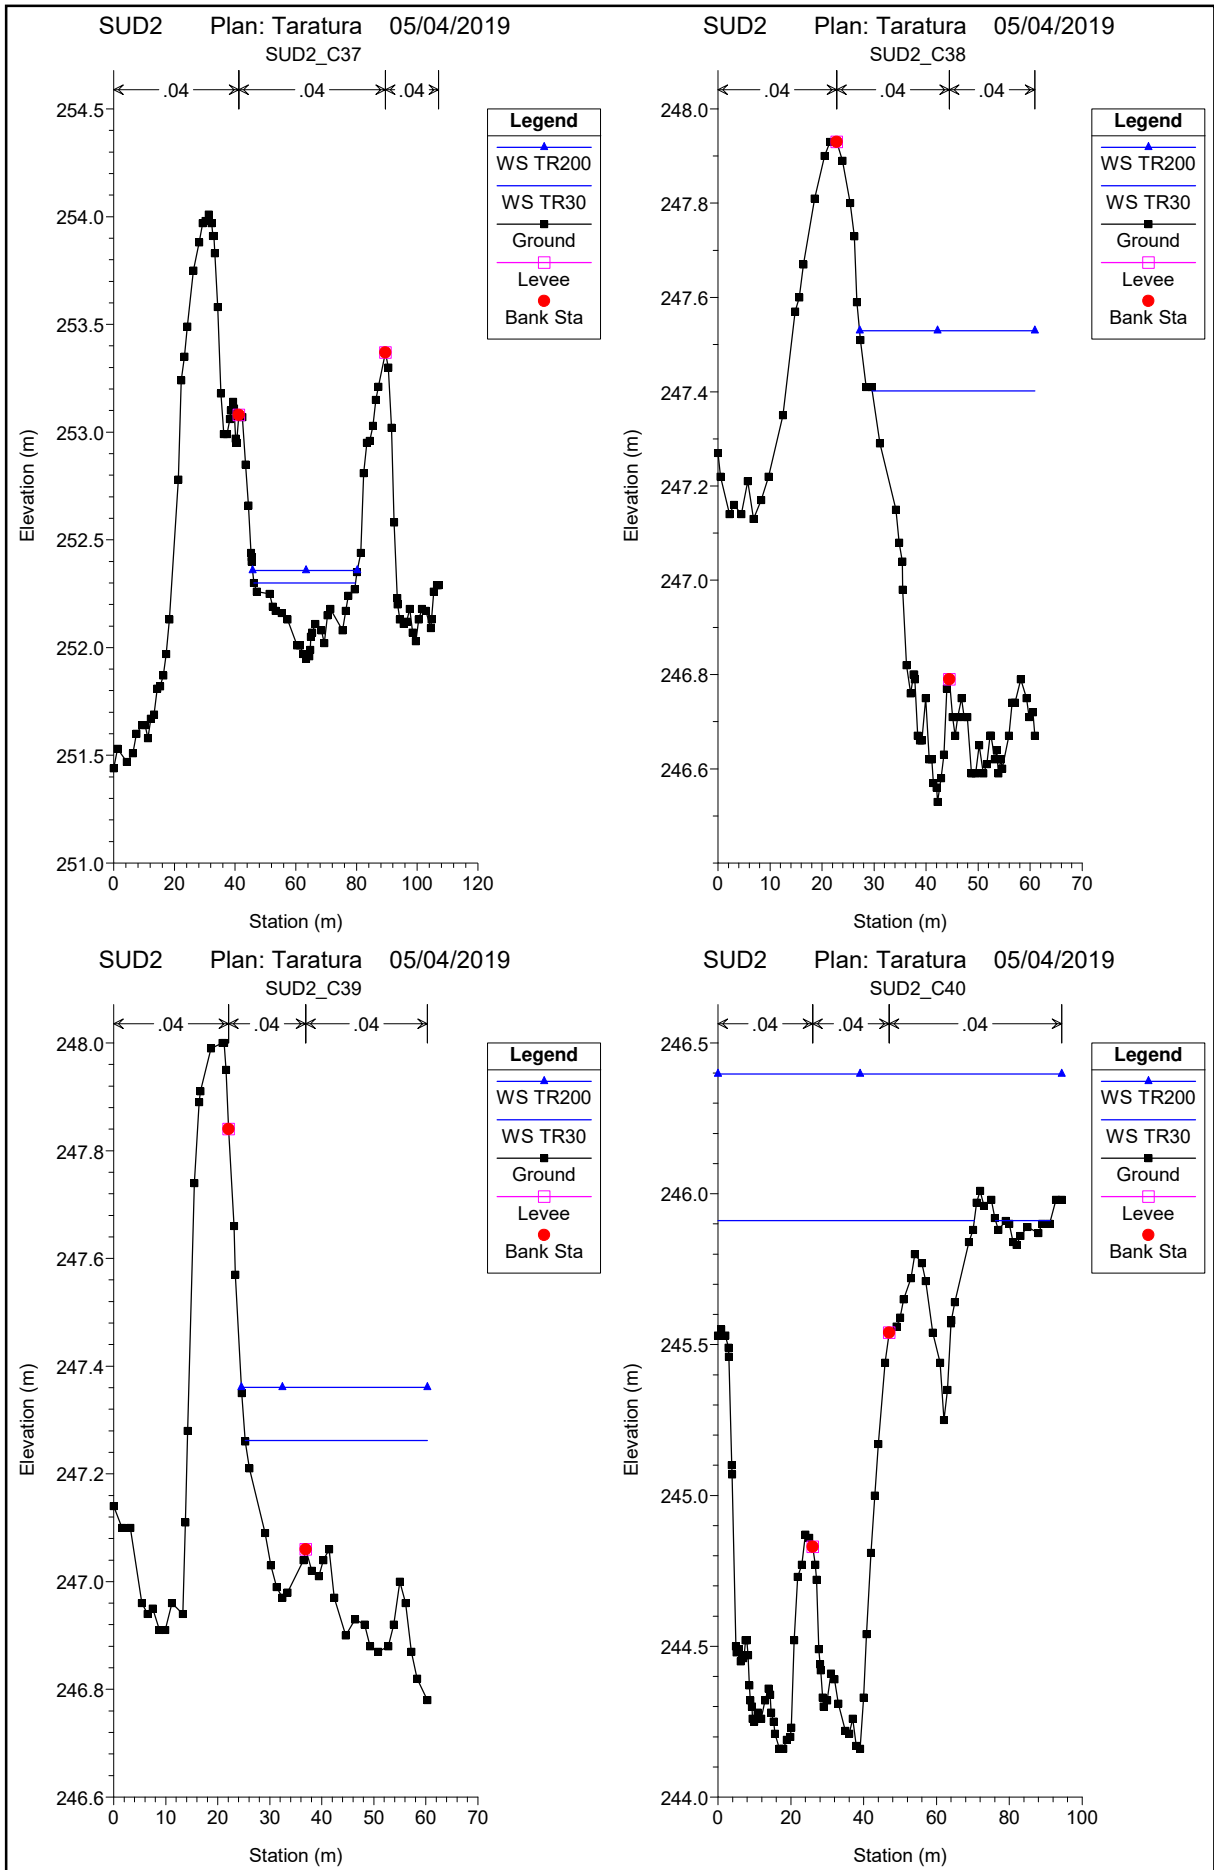 SUD2 Plan: Taratura 05/04/2019
SUD2_C37
.04 .04 .04
Legend
WS TR200
WS TR30
Ground
Levee
Bank Sta
254.5
254.0
253.5
253.0
252.5
252.0
251.5
251.0
Elevation (m)
0 20 40 60 80 100 120
Station (m)
SUD2 Plan: Taratura 05/04/2019
SUD2_C38
.04 .04 .04
Legend
WS TR200
WS TR30
Ground
Levee
Bank Sta
248.0
247.8
247.6
247.4
247.2
247.0
246.8
246.6
Elevation (m)
0 10 20 30 40 50 60 70
Station (m)
SUD2 Plan: Taratura 05/04/2019
SUD2_C39
.04 .04 .04
Legend
WS TR200
WS TR30
Ground
Levee
Bank Sta
248.0
247.8
247.6
247.4
247.2
247.0
246.8
246.6
Elevation (m)
0 10 20 30 40 50 60 70
Station (m)
SUD2 Plan: Taratura 05/04/2019
SUD2_C40
.04 .04 .04
Legend
WS TR200
WS TR30
Ground
Levee
Bank Sta
246.5
246.0
245.5
245.0
244.5
244.0
Elevation (m)
0 20 40 60 80 100
Station (m)